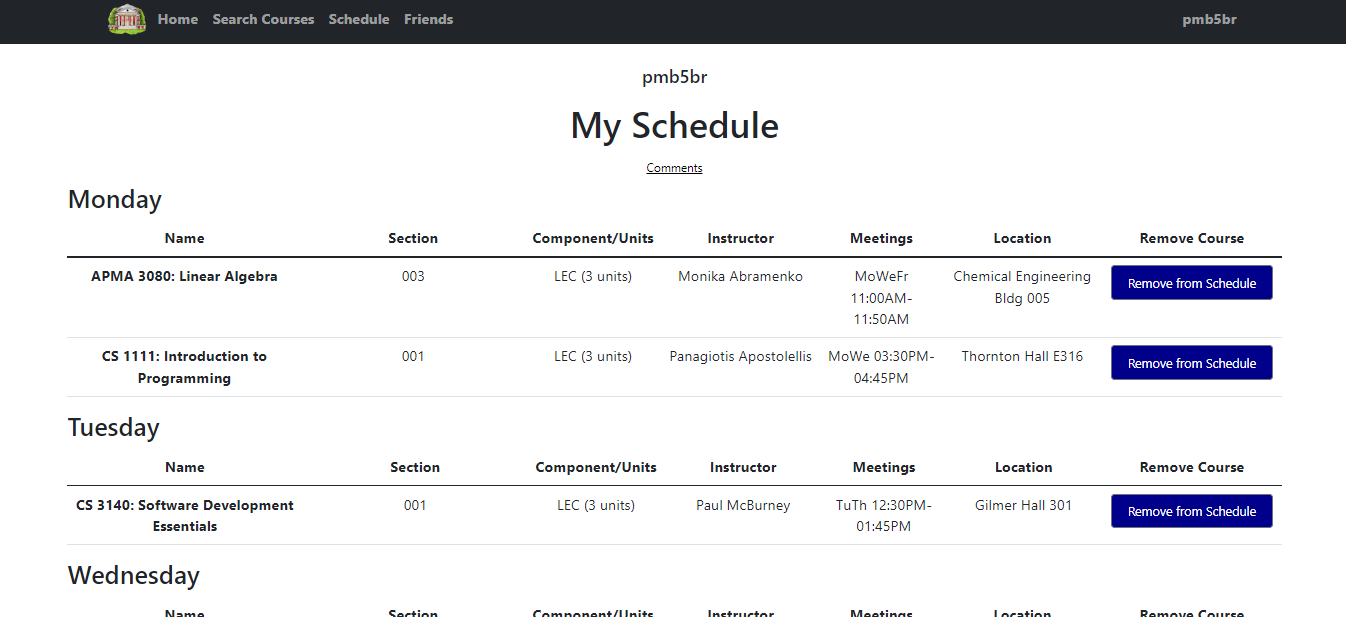 Home Search Courses Schedule Friends pmb5br
pmb5br
My Schedule
Comments
Monday
Name Section Component/Units Instructor Meetings Location Remove Course
APMA 3080: Linear Algebra 003 LEC (3 units) Monika Abramenko MoWeFr Chemical Engineering Remove from Schedule
11:00AM- Bldg 005
11:50AM
CS 1111: Introduction to 001 LEC (3 units) Panagiotis Apostolellis MoWe 03:30PM- Thornton Hall E316 Remove from Schedule
Programming 04:45PM
Tuesday
Name Section Component/Units Instructor Meetings Location Remove Course
CS 3140: Software Development 001 LEC (3 units) Paul McBurney TuTh 12:30PM- Gilmer Hall 301 Remove from Schedule
Essentials 01:45PM
Wednesday
Name Section Component/Units Instructor Meetings Location Remove Course